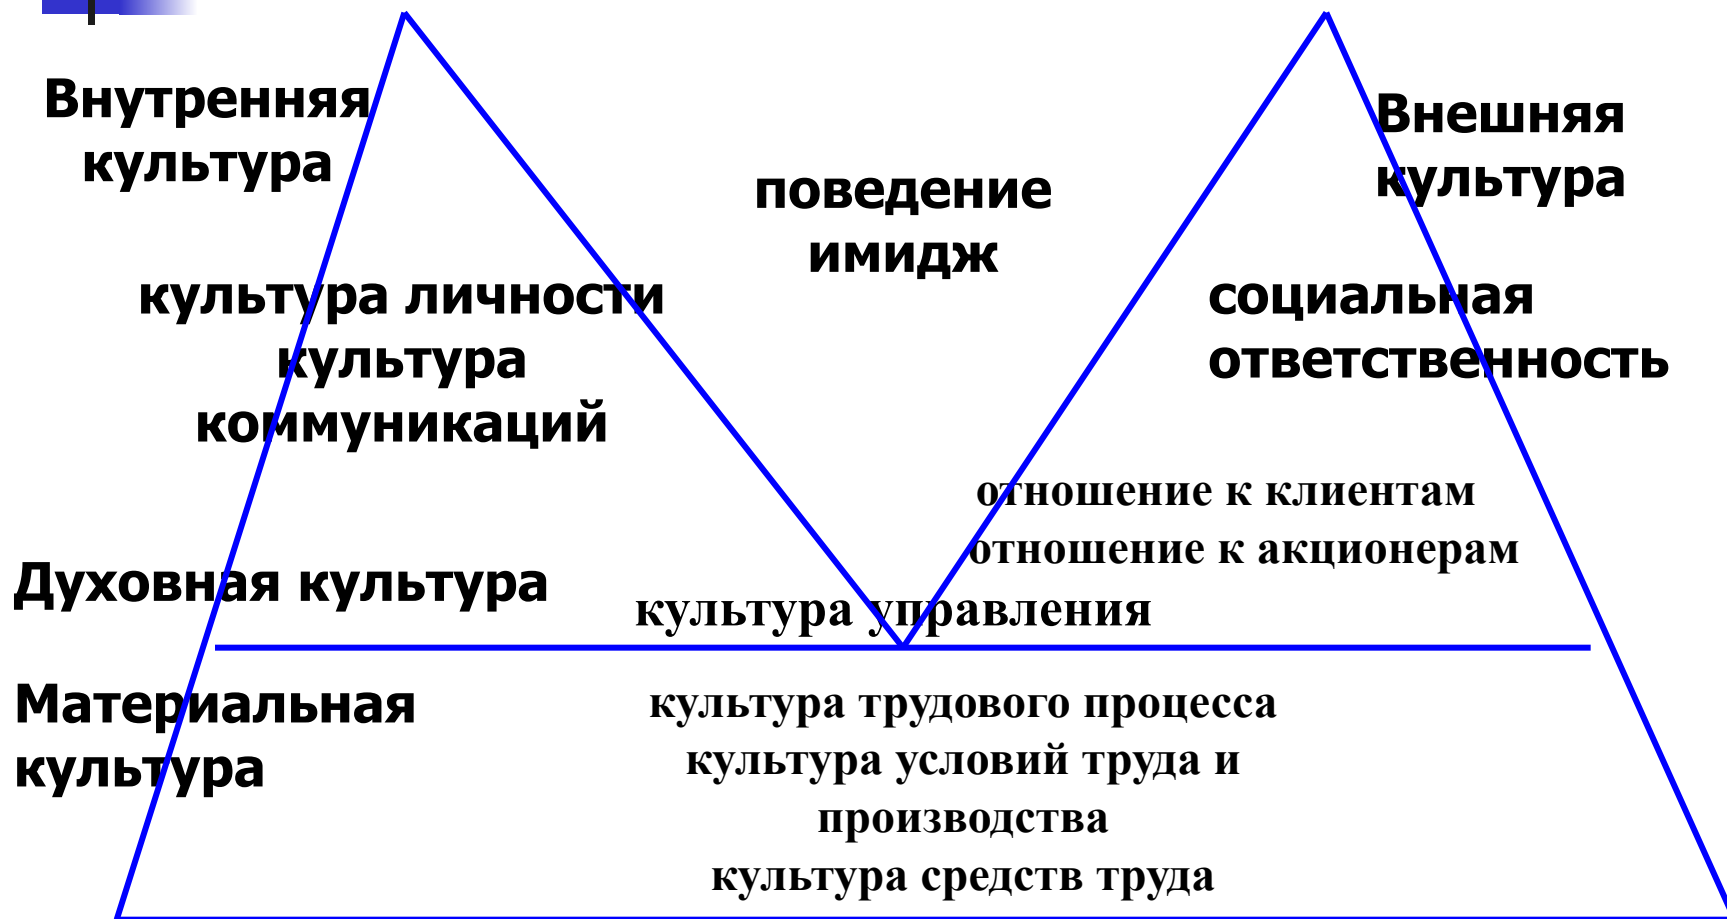 Внутренняя
культура
Внешняя
культура
поведение
имидж
культура личности
культура
коммуникаций
социальная
ответственность
отношение к клиентам
отношение к акционерам
Духовная культура
культура управления
Материальная
культура
культура трудового процесса
культура условий труда и
производства
культура средств труда